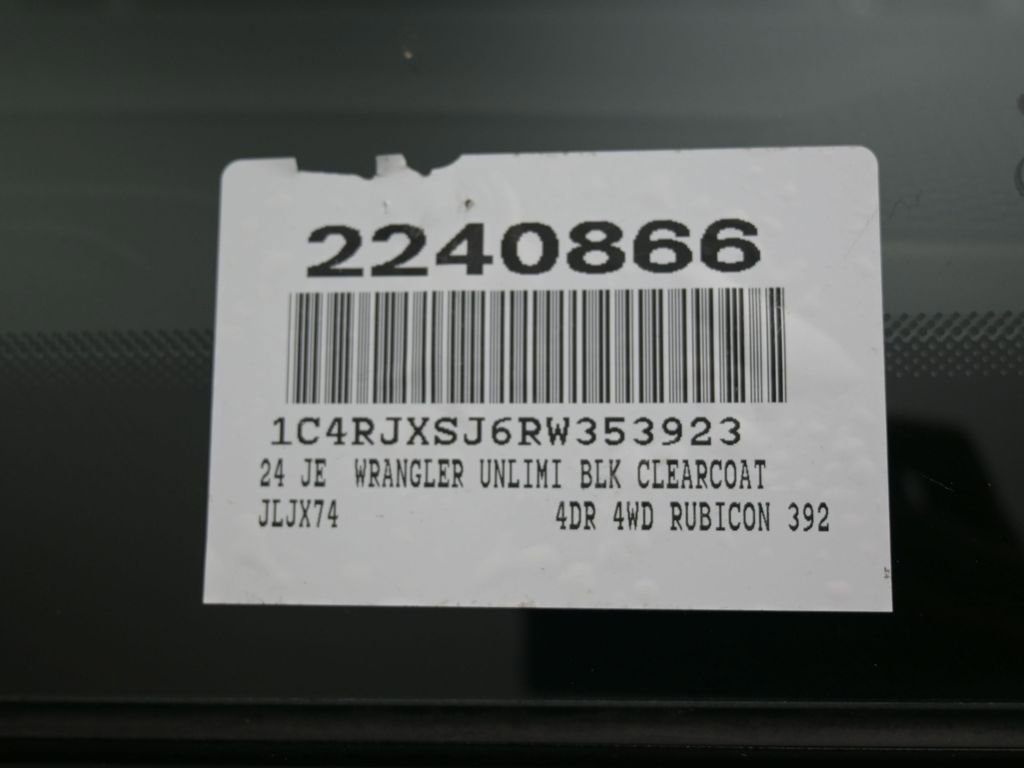 2240866
1C4RJXSJ6RW353923
24 JE WRANGLER UNLIMI BLK CLEARCOAT
JLJX74 4DR 4WD RUBICON 392